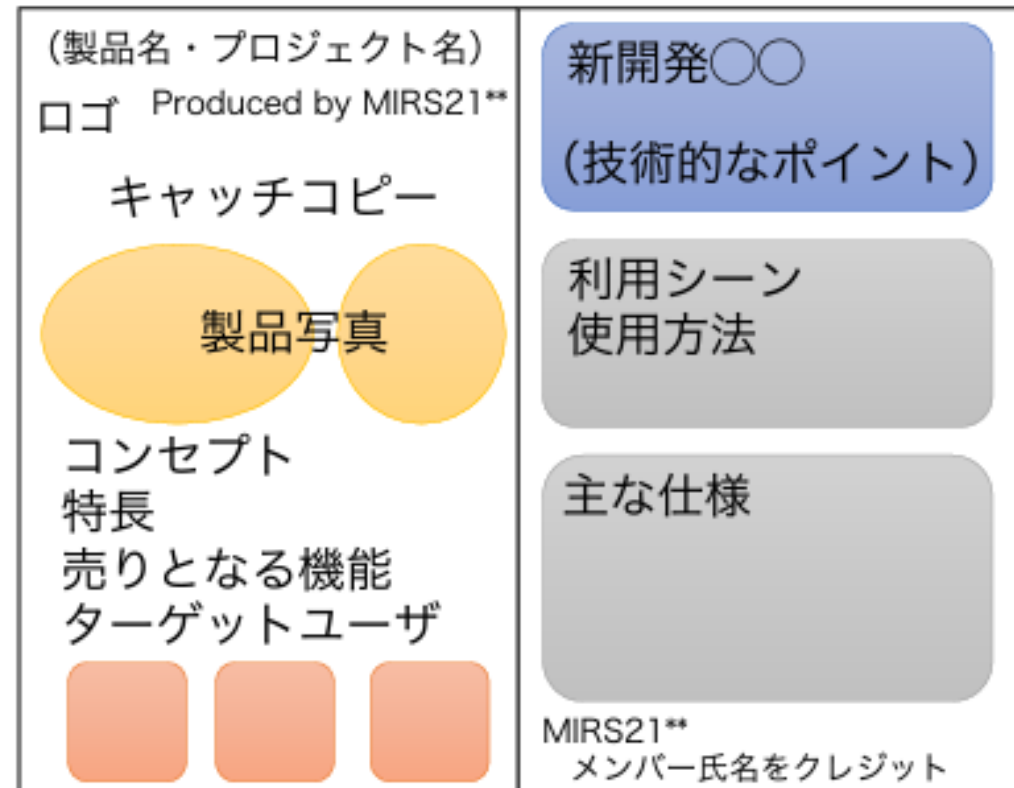 （製品名・プロジェクト名）
ロゴ Produced by MIRS21**
キャッチコピー
製品写真
コンセプト
特長
売りとなる機能
ターゲットユーザ
新開発◯◯
（技術的なポイント）
利用シーン
使用方法
主な仕様
MIRS21**
メンバー氏名をクレジット